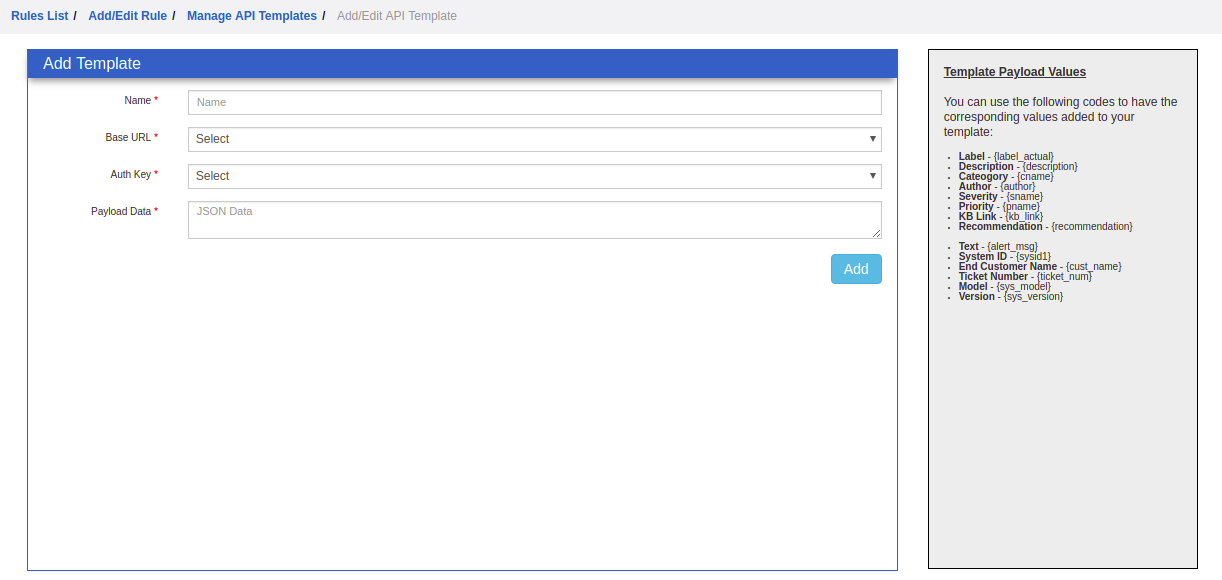 Rules List / Add/Edit Rule / Manage API Templates / Add/Edit API Template
Add Template
Name *
Name
Base URL *
Select
Auth Key *
Select
Payload Data *
JSON Data
Add
Template Payload Values
You can use the following codes to have the
corresponding values added to your
template:
Label - {label_actual}
Description - {description}
Cateogory - {cname}
Author - {author}
Severity - {sname}
Priority - {pname}
KB Link - {kb_link}
Recommendation - {recommendation}
Text - {alert_msg}
System ID - {sysid1}
End Customer Name - {cust_name}
Ticket Number - {ticket_num}
Model - {sys_model}
Version - {sys_version}